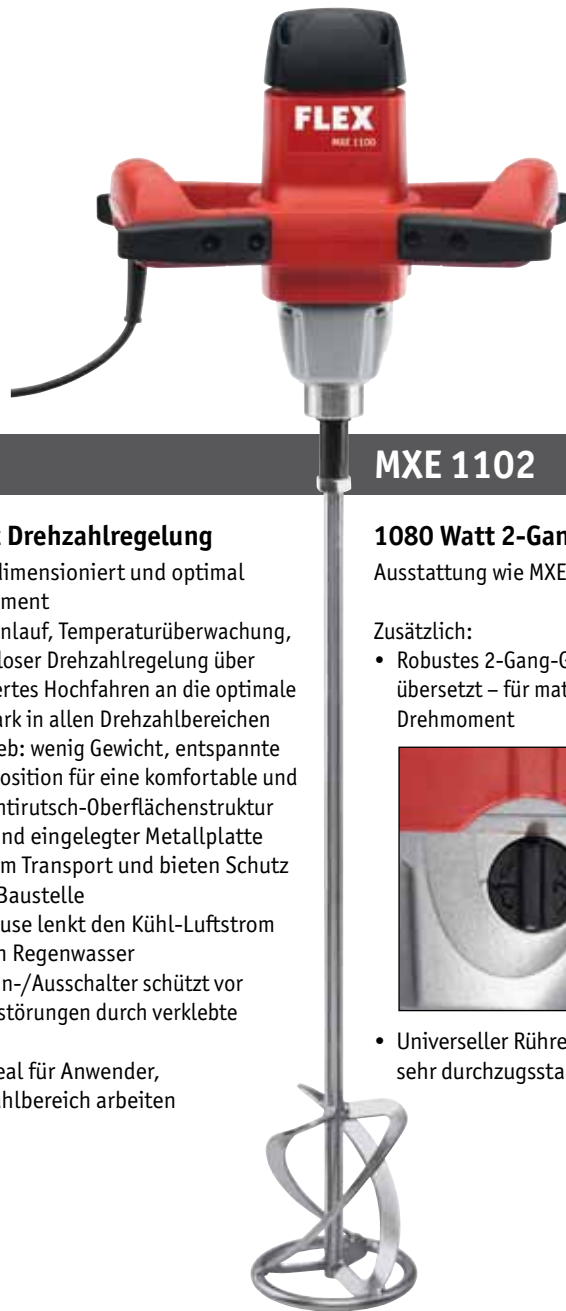 FLEX
MXE 1100
MXE 1102
Drehzahlregelung
dimensioniert und optimal
ment
nlauf, Temperaturüberwachung,
loser Drehzahlregelung über
ertes Hochfahren an die optimale
ark in allen Drehzahlbereichen
eb: wenig Gewicht, entspannte
osition für eine komfortable und
ntirutsch-Oberflächenstruktur
nd eingelegter Metallplatte
m Transport und bieten Schutz
Baustelle
use lenkt den Kühl-Luftstrom
n Regenwasser
n-/Ausschalter schützt vor
störungen durch verklebte
eal für Anwender,
ahlbereich arbeiten
1080 Watt 2-Gan
Ausstattung wie MXE
Zusätzlich:
• Robustes 2-Gang-G
übersetzt – für mat
Drehmoment
• Universeller Rühre
sehr durchzugssta